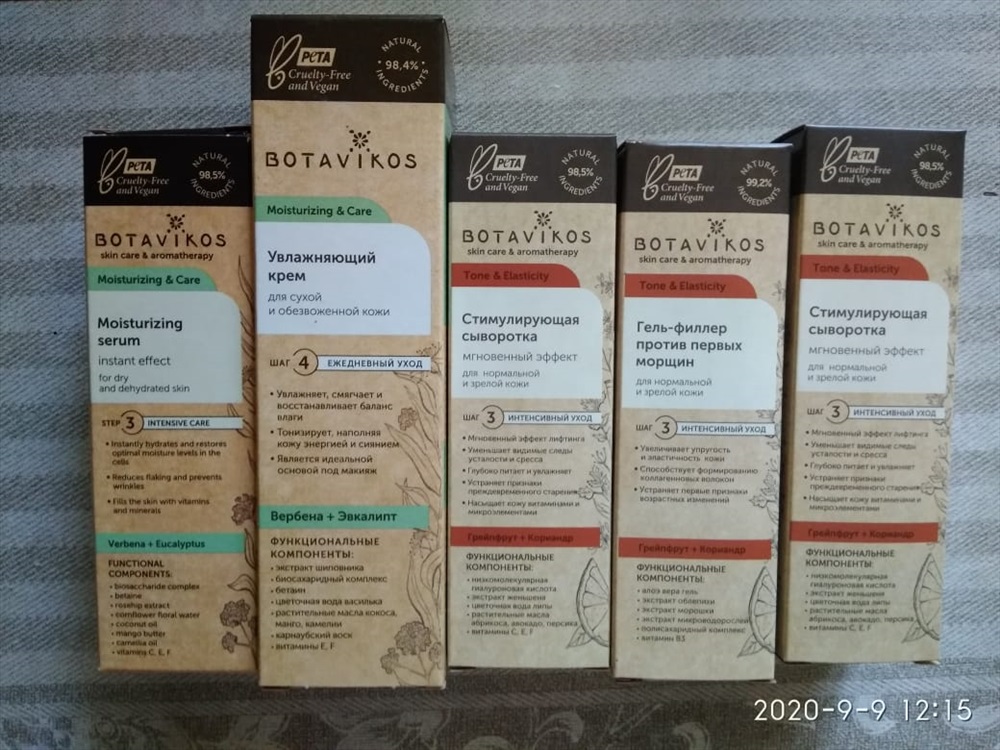 PETA
Cruelty-Free
and Vegan
NATURAL
98,5%
INGREDIENTS
BOTAVIKOS
skin care & aromatherapy
Moisturizing & Care
Moisturizing
serum
instant effect
for dry
and dehydrated skin
STEP 3 INTENSIVE CARE
• Instantly hydrates and restores
optimal moisture levels in the
cells
• Reduces flaking and prevents
wrinkles
• Fills the skin with vitamins
and minerals
Verbena + Eucalyptus
FUNCTIONAL
COMPONENTS:
• biosaccharide complex
• betaine
• rosehip extract
• cornflower floral water
• coconut oil
• mango butter
• camellia oil
• vitamins C, E, F
PETA
Cruelty-Free
and Vegan
NATURAL
98,4%
INGREDIENTS
BOTAVIKOS
Moisturizing & Care
Увлажняющий
крем
для сухой
и обезвоженной кожи
ШАГ 4 ЕЖЕДНЕВНЫЙ УХОД
• Увлажняет, смягчает и
восстанавливает баланс
влаги
• Тонизирует, наполняя
кожу энергией и сиянием
• Является идеальной
основой под макияж
Вербена + Эвкалипт
ФУНКЦИОНАЛЬНЫЕ
КОМПОНЕНТЫ:
• экстракт шиповника
• биосахаридный комплекс
• бетаин
• цветочная вода василька
• растительные масла кокоса,
манго, камелии
• карнаубский воск
• витамины E, F
PETA
Cruelty-Free
and Vegan
NATURAL
98,5%
INGREDIENTS
BOTAVIKOS
skin care & aromatherapy
Tone & Elasticity
Стимулирующая
сыворотка
мгновенный эффект
для нормальной
и зрелой кожи
ШАГ 3 ИНТЕНСИВНЫЙ УХОД
• Мгновенный эффект лифтинга
• Уменьшает видимые следы
усталости и стресса
• Глубоко питает и увлажняет
• Устраняет признаки
преждевременного старения
• Насыщает кожу витаминами и
микроэлементами
Грейпфрут + Кориандр
ФУНКЦИОНАЛЬНЫЕ
КОМПОНЕНТЫ:
• низкомолекулярная
гиалуроновая кислота
• экстракт женьшеня
• цветочная вода липы
• растительные масла
абрикоса, авокадо, персика
• витамины C, E, F
PETA
Cruelty-Free
and Vegan
NATURAL
99,2%
INGREDIENTS
BOTAVIKOS
skin care & aromatherapy
Tone & Elasticity
Гель-филлер
против первых
морщин
для нормальной
и зрелой кожи
ШАГ 3 ИНТЕНСИВНЫЙ УХОД
• Увеличивает упругость
и эластичность кожи
• Способствует формированию
коллагеновых волокон
• Устраняет первые признаки
возрастных изменений
Грейпфрут + Кориандр
ФУНКЦИОНАЛЬНЫЕ
КОМПОНЕНТЫ:
• алоэ вера гель
• экстракт облепихи
• экстракт морошки
• экстракт микроводорослей
• полисахаридный комплекс
• витамин B3
PETA
Cruelty-Free
and Vegan
NATURAL
98,5%
INGREDIENTS
BOTAVIKOS
skin care & aromatherapy
Tone & Elasticity
Стимулирующая
сыворотка
мгновенный эффект
для нормальной
и зрелой кожи
ШАГ 3 ИНТЕНСИВНЫЙ УХОД
• Мгновенный эффект лифтинга
• Уменьшает видимые следы
усталости и стресса
• Глубоко питает и увлажняет
• Устраняет признаки
преждевременного старения
• Насыщает кожу витаминами и
микроэлементами
Грейпфрут + Кориандр
ФУНКЦИОНАЛЬНЫЕ
КОМПОНЕНТЫ:
• низкомолекулярная
гиалуроновая кислота
• экстракт женьшеня
• цветочная вода липы
• растительные масла
абрикоса, авокадо, персика
• витамины C, E, F
2020-9-9 12:15